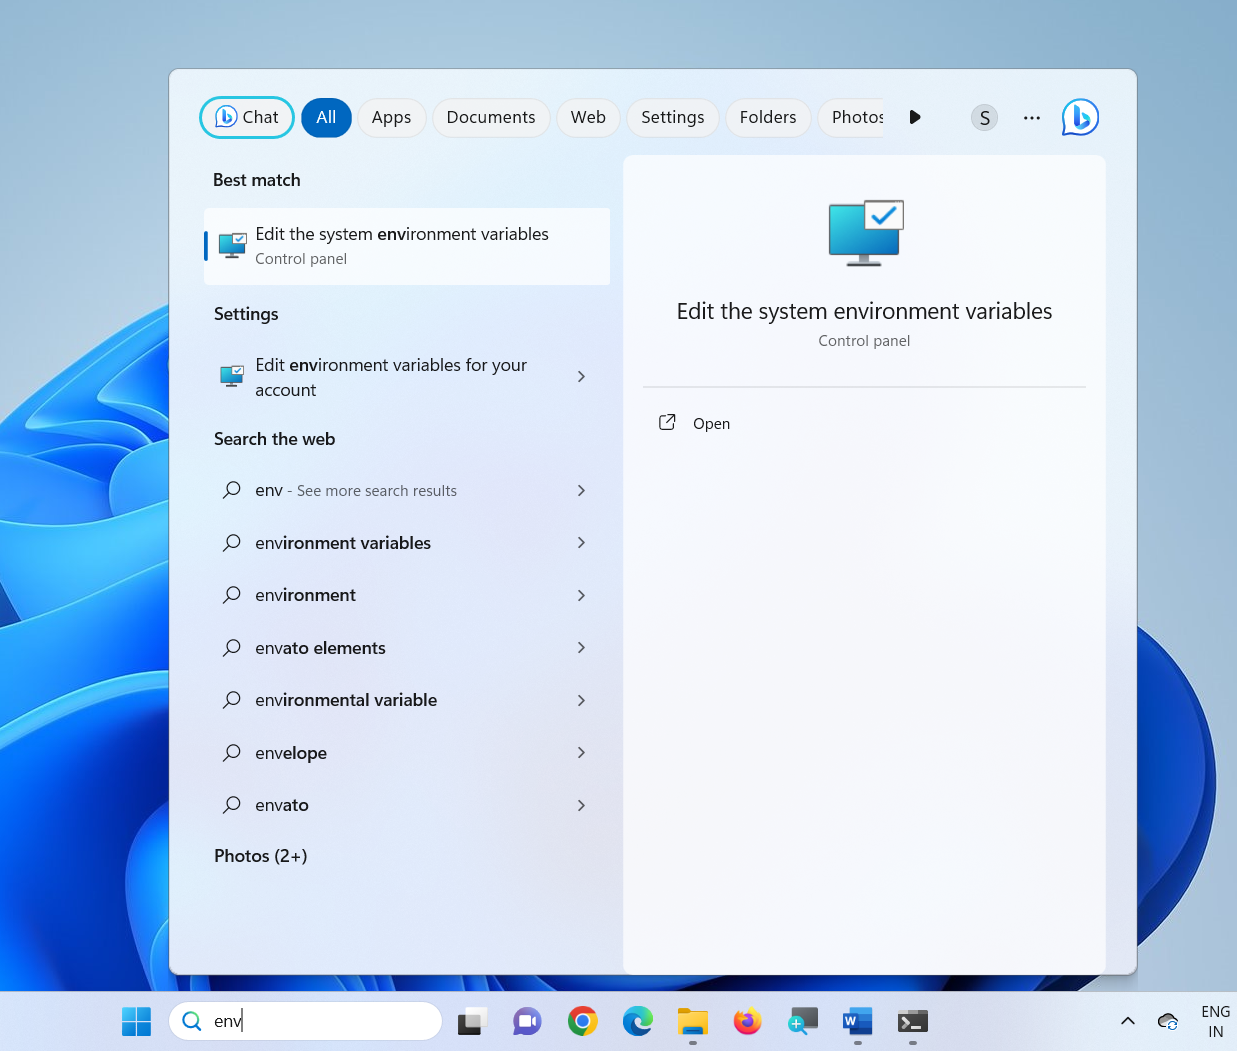 Chat All Apps Documents Web Settings Folders Photos S
Best match
Edit the system environment variables
Control panel
Settings
Edit environment variables for your
account
Search the web
env - See more search results
environment variables
environment
envato elements
environmental variable
envelope
envato
Photos (2+)
Edit the system environment variables
Control panel
Open
env
W
ENG
IN